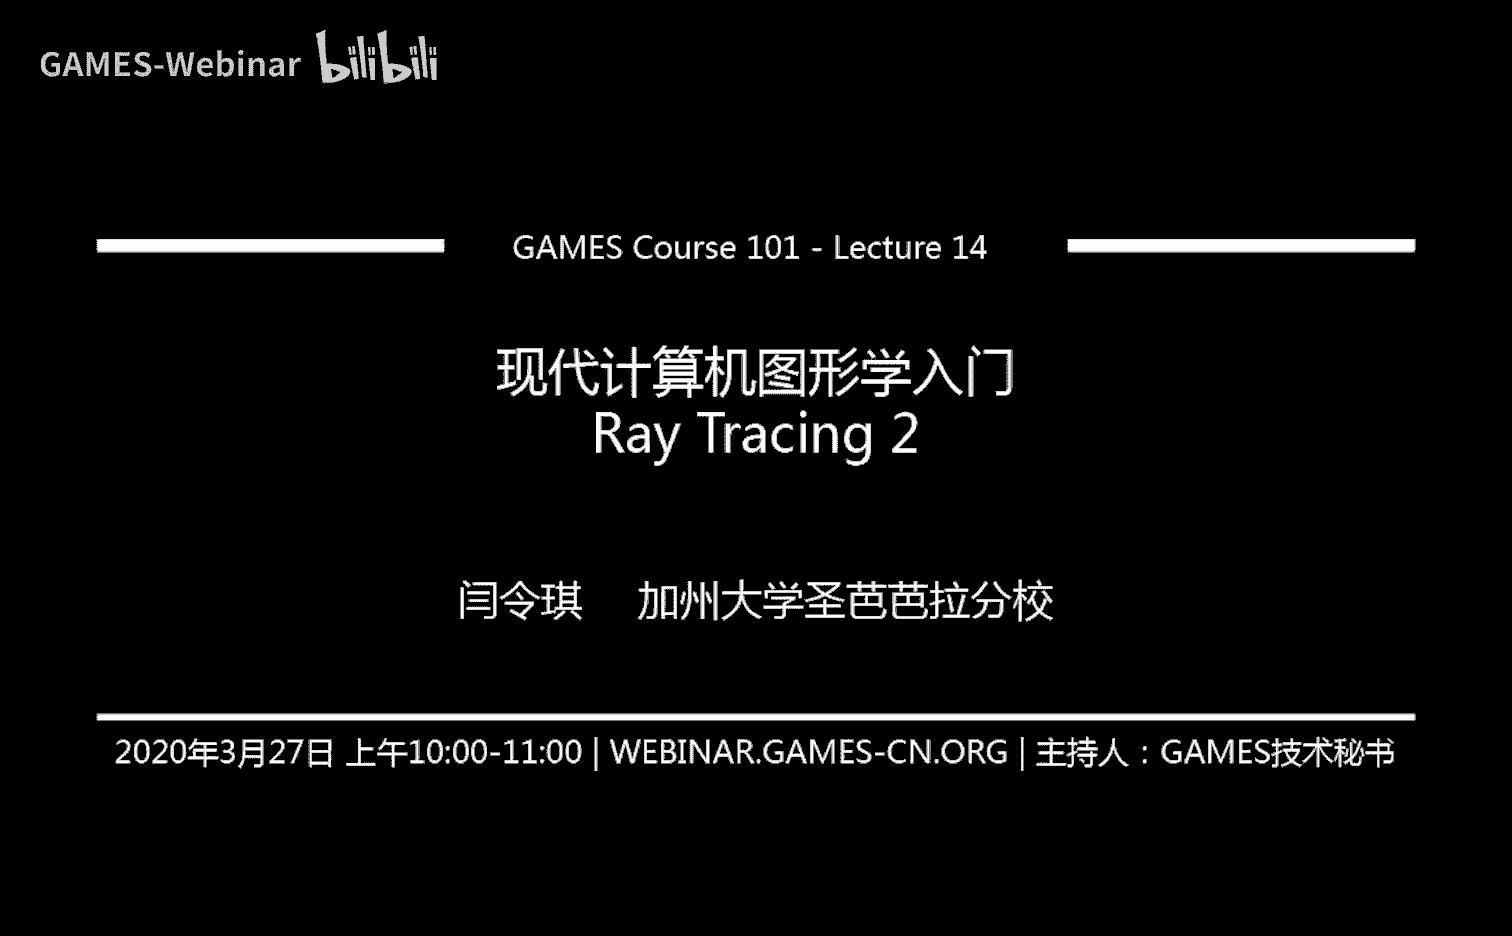 GAMES-Webinar bilibili
GAMES Course 101 - Lecture 14
现代计算机图形学入门
Ray Tracing 2
闫令琪 加州大学圣芭芭拉分校
2020年3月27日 上午10:00-11:00 | WEBINAR.GAMES-CN.ORG | 主持人：GAMES技术秘书